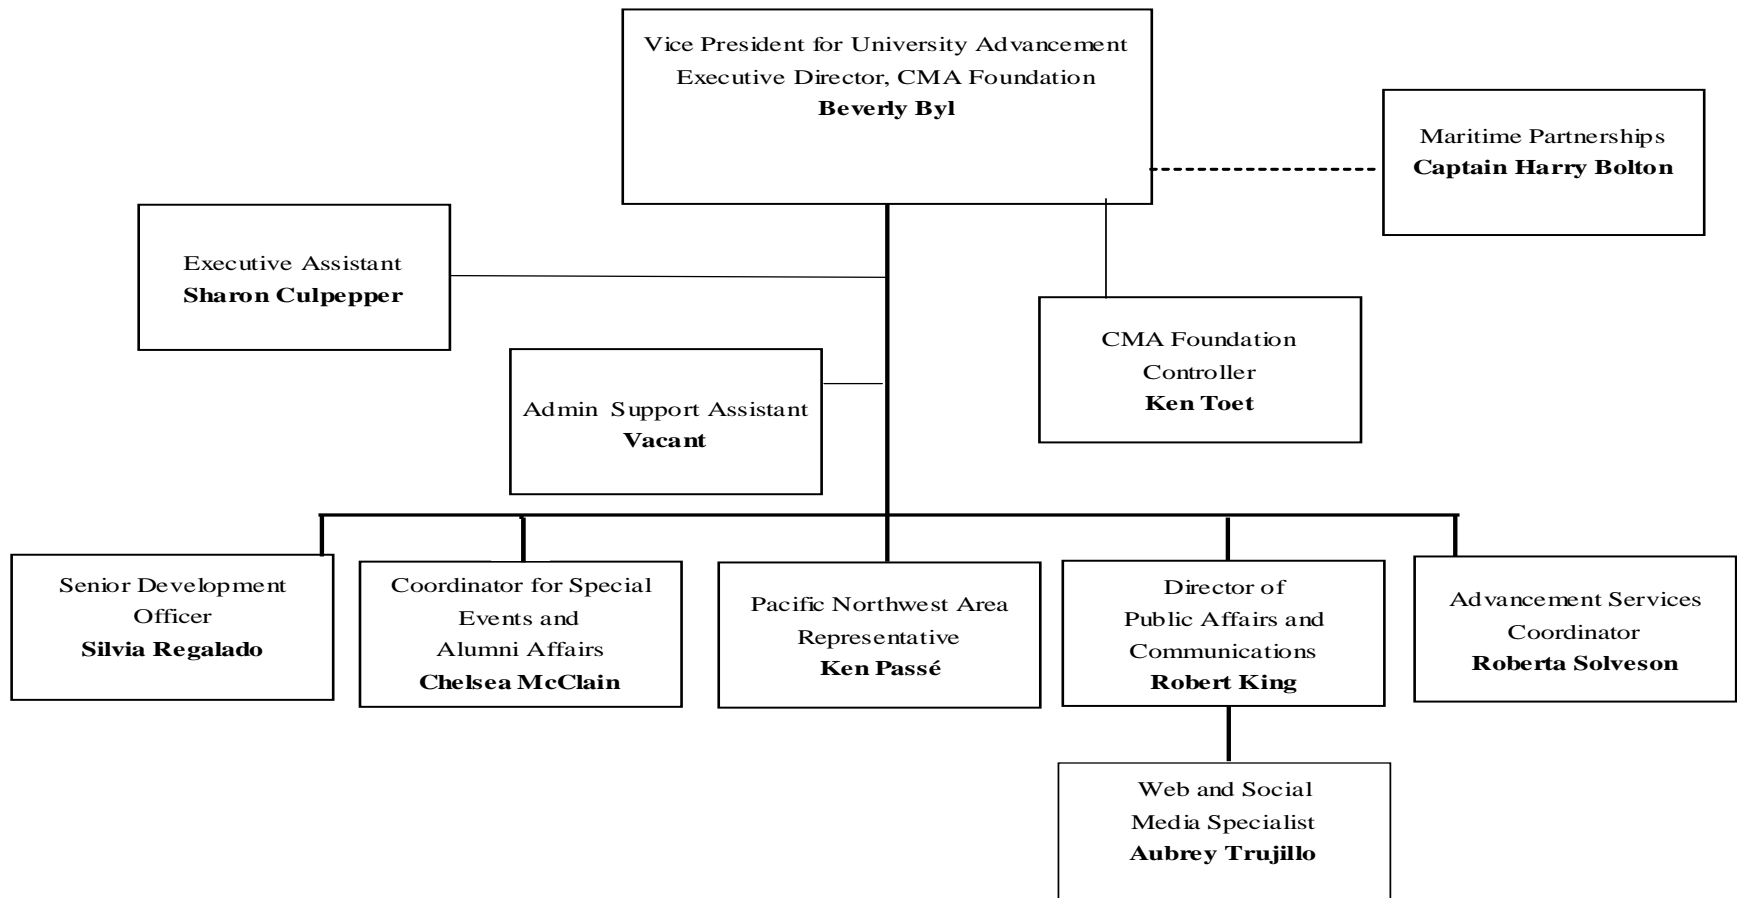 Vice President for University Advancement
Executive Director, CMA Foundation
Beverly Byl
Maritime Partnerships
Captain Harry Bolton
Executive Assistant
Sharon Culpepper
CMA Foundation
Controller
Ken Toet
Admin Support Assistant
Vacant
Senior Development
Officer
Silvia Regalado
Coordinator for Special
Events and
Alumni Affairs
Chelsea McClain
Pacific Northwest Area
Representative
Ken Passé
Director of
Public Affairs and
Communications
Robert King
Advancement Services
Coordinator
Roberta Solveson
Web and Social
Media Specialist
Aubrey Trujillo